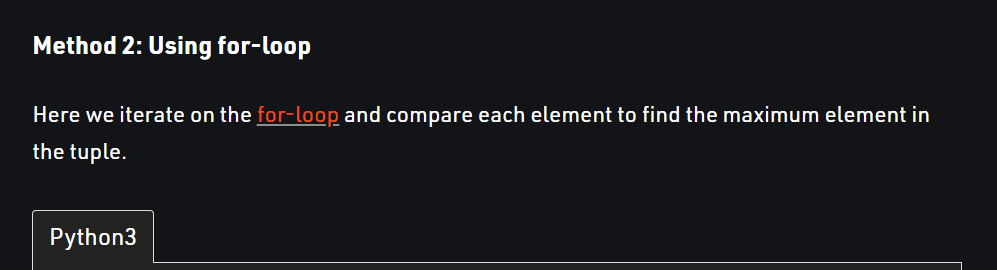 Method 2: Using for-loop
Here we iterate on the for-loop and compare each element to find the maximum element in
the tuple.
Python3